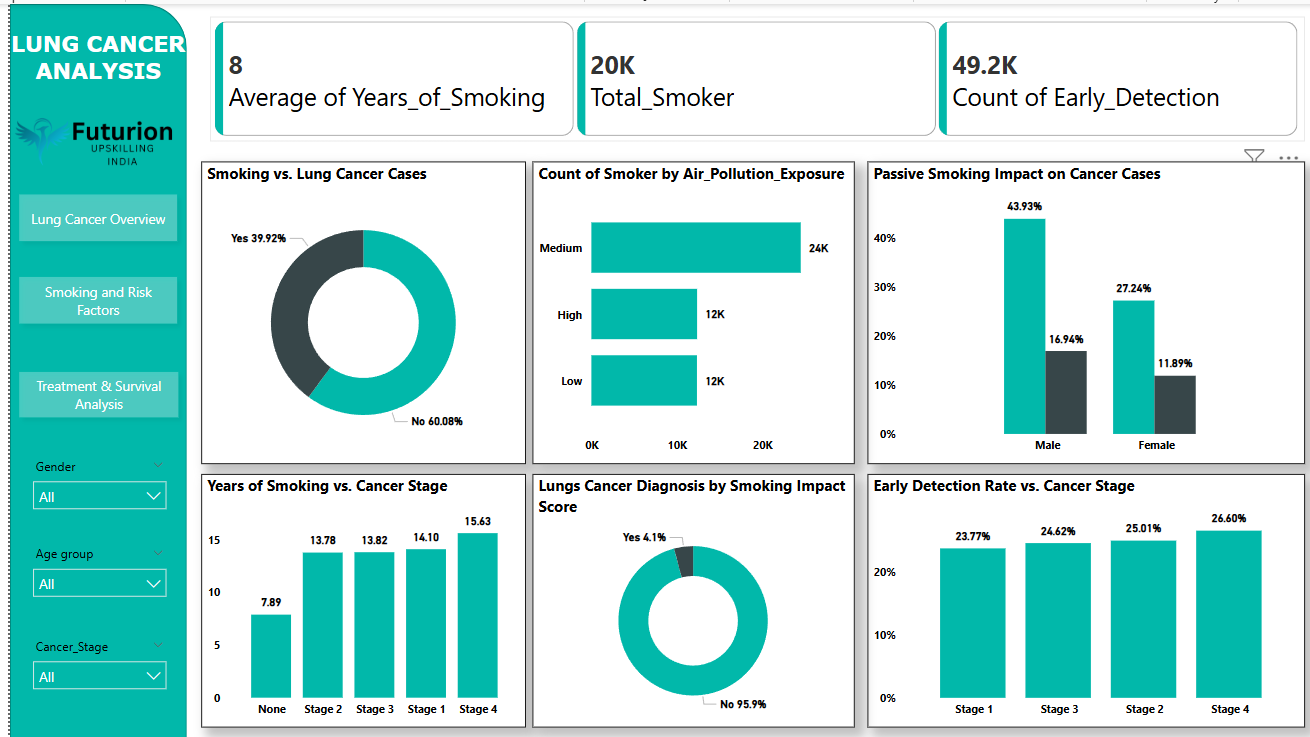 LUNG CANCER
ANALYSIS
Futurion
UPSKILLING
INDIA
Lung Cancer Overview
Smoking and Risk
Factors
Treatment & Survival
Analysis
Gender
All
Age group
All
Cancer_Stage
All
8
Average of Years_of_Smoking
20K
Total_Smoker
49.2K
Count of Early_Detection
Smoking vs. Lung Cancer Cases
Yes 39.92%
No 60.08%
Count of Smoker by Air_Pollution_Exposure
Medium
24K
High
12K
Low
12K
0K 10K 20K
Passive Smoking Impact on Cancer Cases
43.93%
40%
30%
27.24%
20%
16.94%
11.89%
10%
0%
Male Female
Years of Smoking vs. Cancer Stage
15.63
15
13.78 13.82 14.10
10
7.89
5
0
None Stage 2 Stage 3 Stage 1 Stage 4
Lungs Cancer Diagnosis by Smoking Impact
Score
Yes 4.1%
No 95.9%
Early Detection Rate vs. Cancer Stage
23.77% 24.62% 25.01% 26.60%
20%
10%
0%
Stage 1 Stage 3 Stage 2 Stage 4